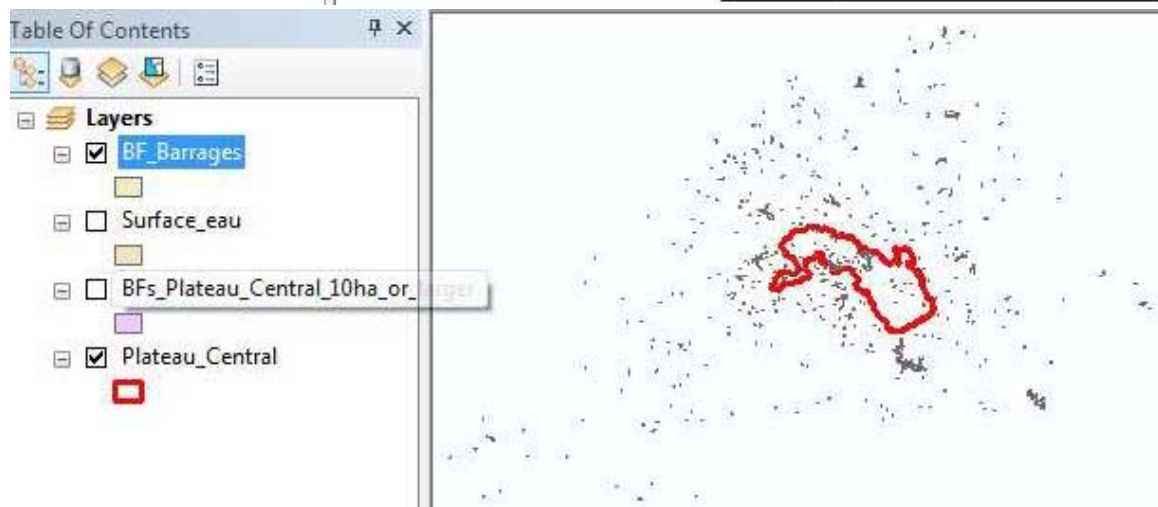 Table Of Contents
Layers
BF_Barrages
Surface_eau
BFs_Plateau_Central_10ha_or_larger
Plateau_Central